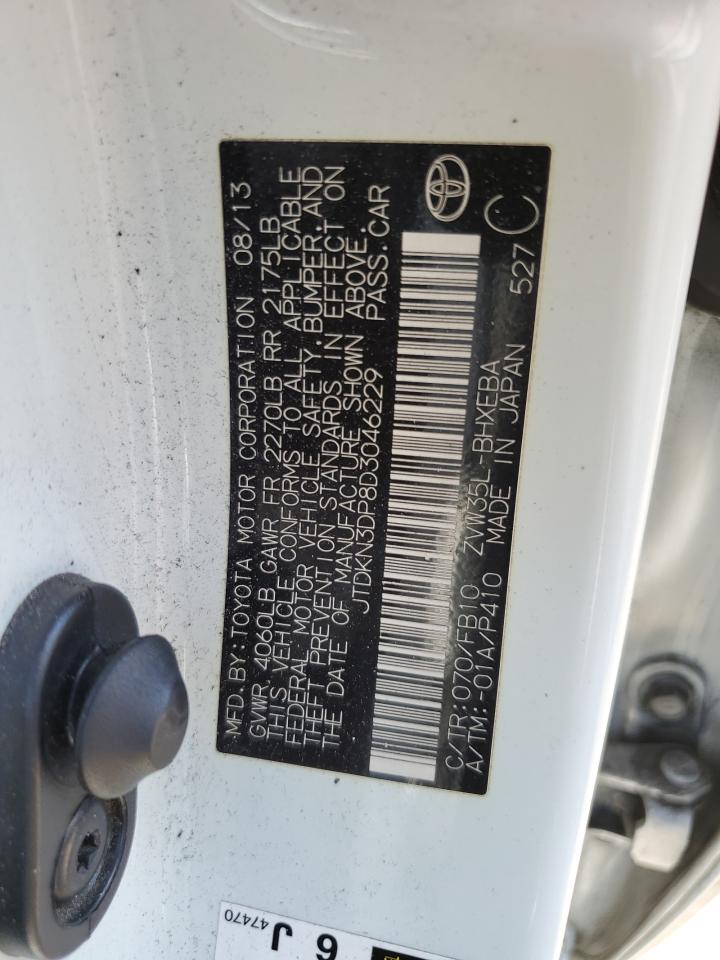 MFD. BY: TOYOTA MOTOR CORPORATION 08/13
GVWR 4060LB GAWR FR 2270LB RR 2175LB
THIS VEHICLE CONFORMS TO ALL APPLICABLE
FEDERAL MOTOR VEHICLE SAFETY, BUMPER, AND
THEFT PREVENTION STANDARDS IN EFFECT ON
THE DATE OF MANUFACTURE SHOWN ABOVE.
JTDKN3DP8D3046229 PASS. CAR
C/TR: 070/FB10 ZVW35L-BHXEBA
A/TM: -01A/P410 MADE IN JAPAN 527 C
47470
6 J